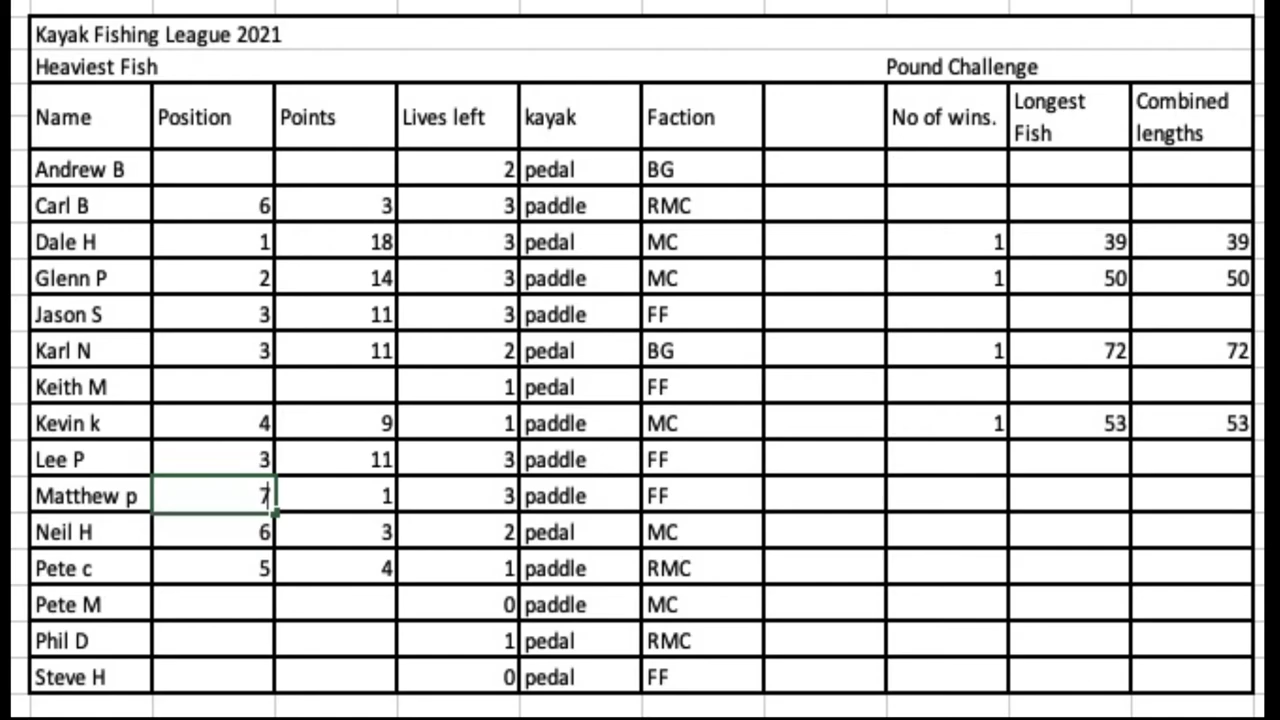 Kayak Fishing League 2021
Heaviest Fish Pound Challenge
Name Position Points Lives left kayak Faction No of wins. Longest Fish Combined lengths
Andrew B 2 pedal BG
Carl B 6 3 3 paddle RMC
Dale H 1 18 3 pedal MC 1 39 39
Glenn P 2 14 3 paddle MC 1 50 50
Jason S 3 11 3 paddle FF
Karl N 3 11 2 pedal BG 1 72 72
Keith M 1 pedal FF
Kevin k 4 9 1 paddle MC 1 53 53
Lee P 3 11 3 paddle FF
Matthew p 7 1 3 paddle FF
Neil H 6 3 2 pedal MC
Pete c 5 4 1 paddle RMC
Pete M 0 paddle MC
Phil D 1 pedal RMC
Steve H 0 pedal FF